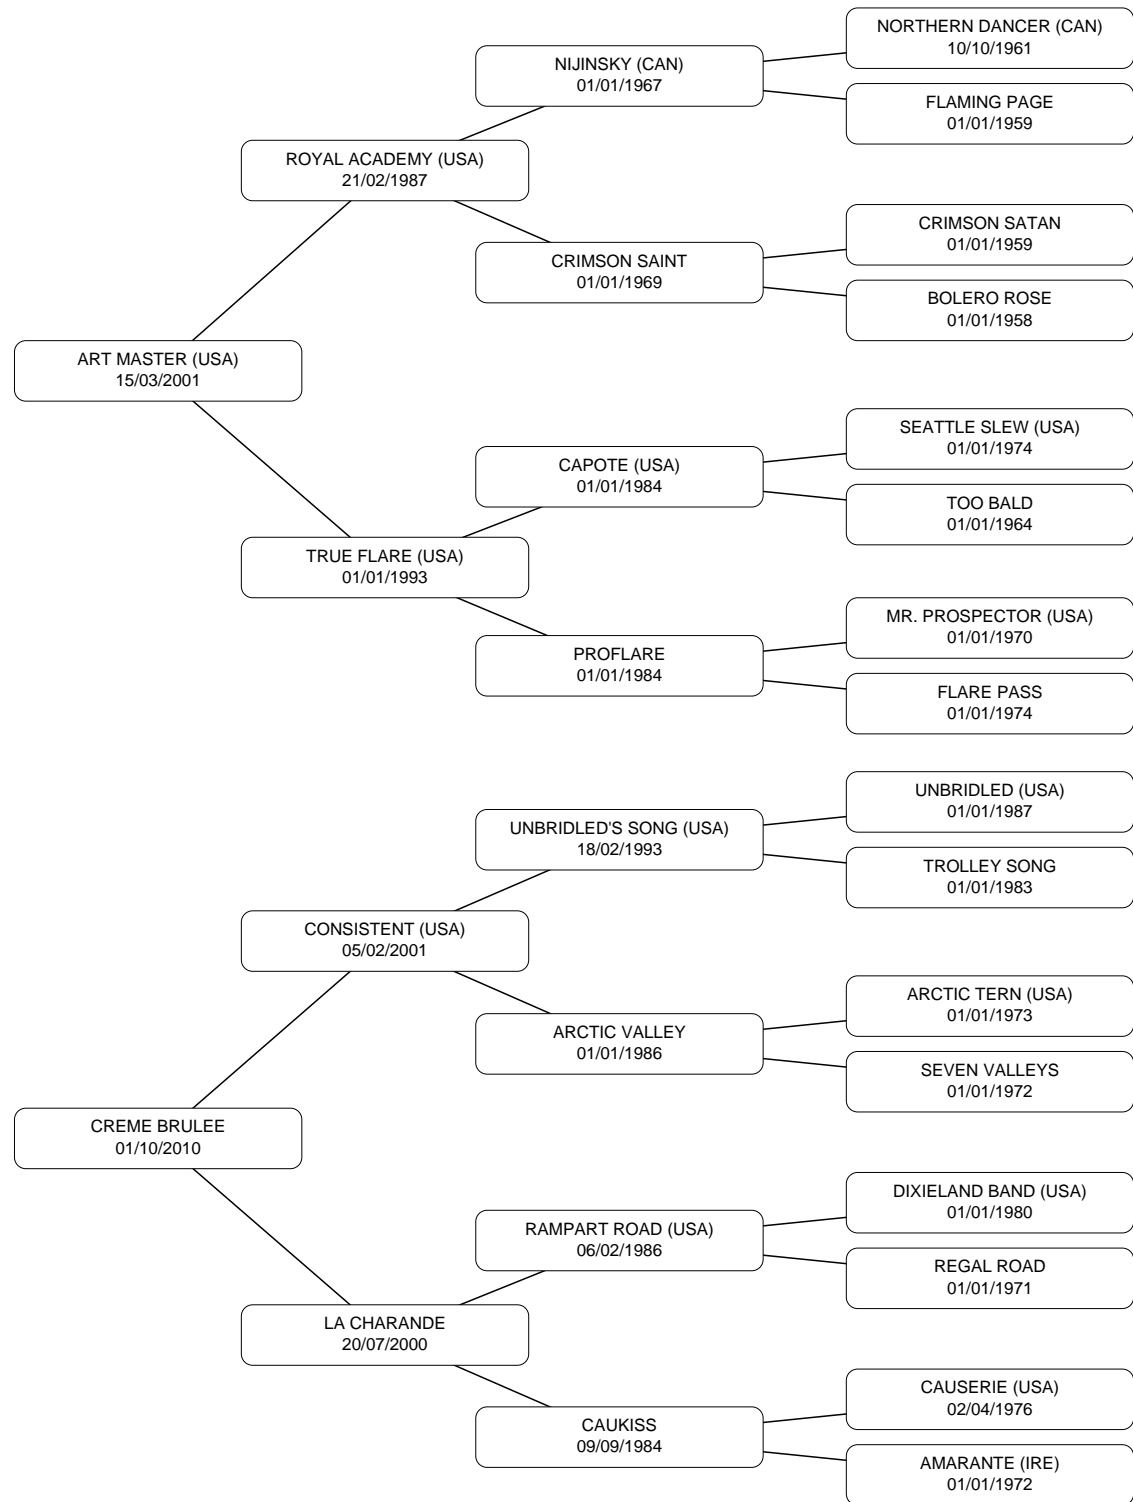 NORTHERN DANCER (CAN)
10/10/1961
NIJINSKY (CAN)
01/01/1967
FLAMING PAGE
01/01/1959
ROYAL ACADEMY (USA)
21/02/1987
CRIMSON SATAN
01/01/1959
CRIMSON SAINT
01/01/1969
BOLERO ROSE
01/01/1958
ART MASTER (USA)
15/03/2001
SEATTLE SLEW (USA)
01/01/1974
CAPOTE (USA)
01/01/1984
TOO BALD
01/01/1964
TRUE FLARE (USA)
01/01/1993
MR. PROSPECTOR (USA)
01/01/1970
PROFLARE
01/01/1984
FLARE PASS
01/01/1974
UNBRIDLED (USA)
01/01/1987
UNBRIDLED'S SONG (USA)
18/02/1993
TROLLEY SONG
01/01/1983
CONSISTENT (USA)
05/02/2001
ARCTIC TERN (USA)
01/01/1973
ARCTIC VALLEY
01/01/1986
SEVEN VALLEYS
01/01/1972
CREME BRULEE
01/10/2010
DIXIELAND BAND (USA)
01/01/1980
RAMPART ROAD (USA)
06/02/1986
REGAL ROAD
01/01/1971
LA CHARANDE
20/07/2000
CAUSERIE (USA)
02/04/1976
CAUKISS
09/09/1984
AMARANTE (IRE)
01/01/1972